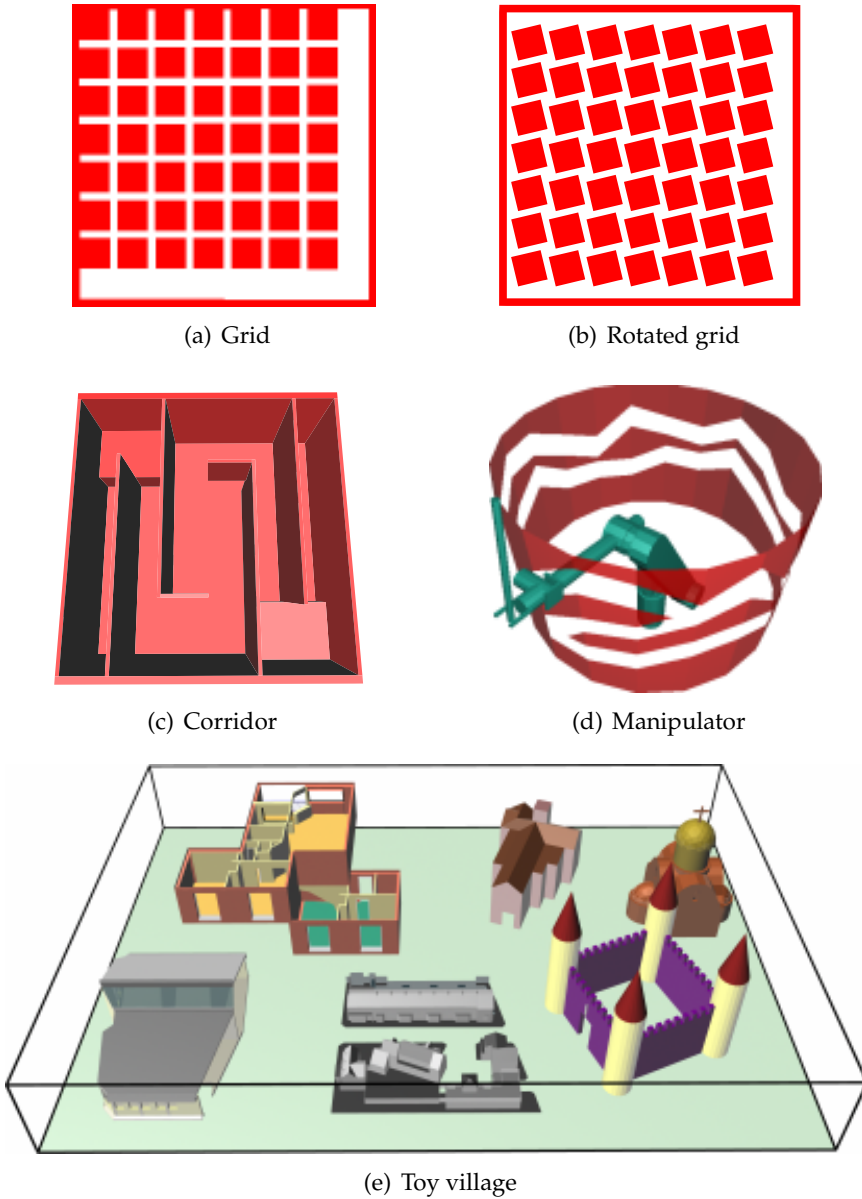 (a) Grid
(b) Rotated grid
(c) Corridor
(d) Manipulator
(e) Toy village